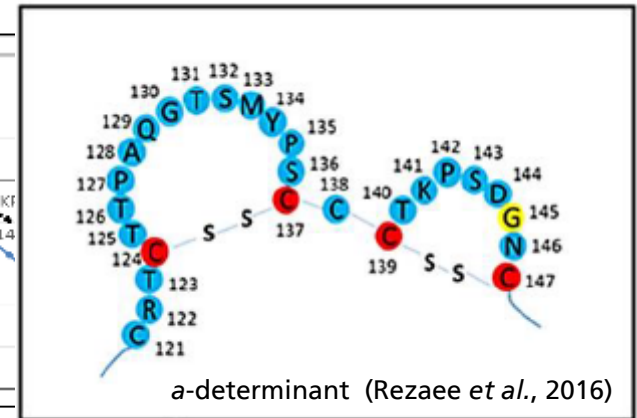 131 132 133
130 T S M 134
129 G Y 135
128 Q P 136
127 A S 138
126 P C C
125 T 137
124 T S S
C
T 123
R 122
C 121
142 143
141 P S 144
140 K D 145
T G 146
C N 147
139 S S C
a-determinant (Rezaee et al., 2016)